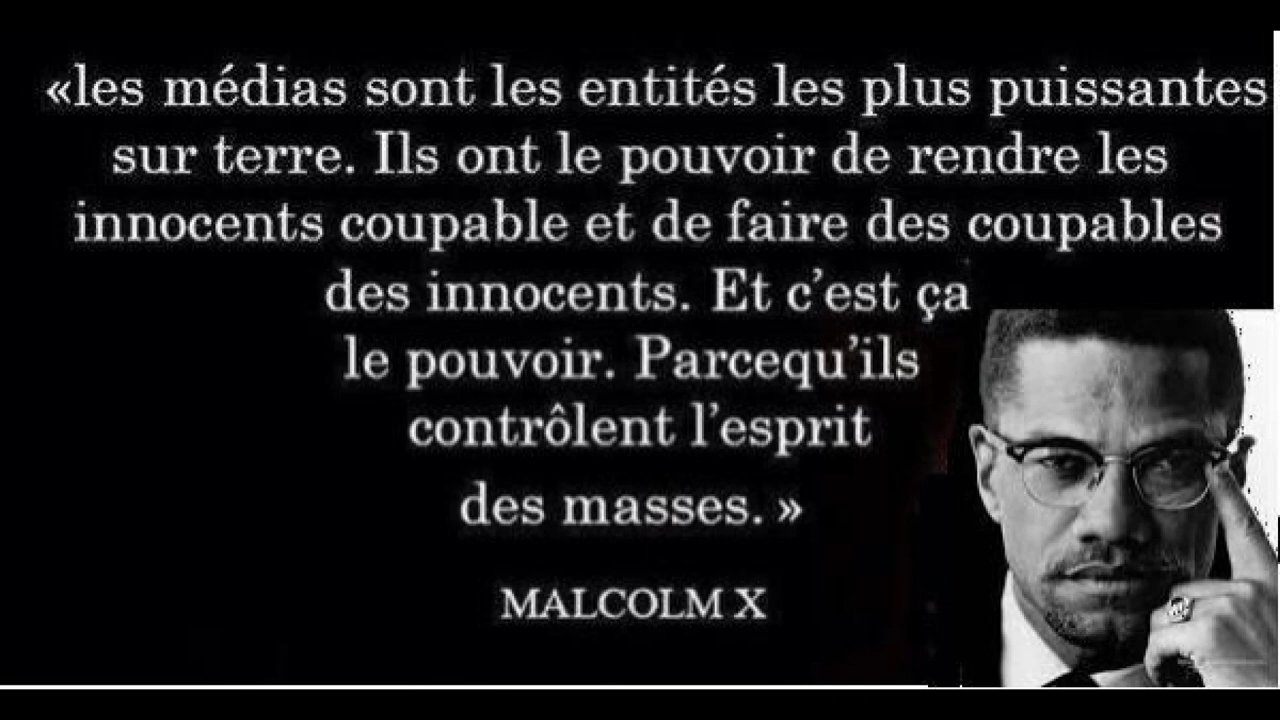 «les médias sont les entités les plus puissantes
sur terre. Ils ont le pouvoir de rendre les
innocents coupable et de faire des coupables
des innocents. Et c’est ça
le pouvoir. Parcequ’ils
contrôlent l’esprit
des masses. »
MALCOLM X